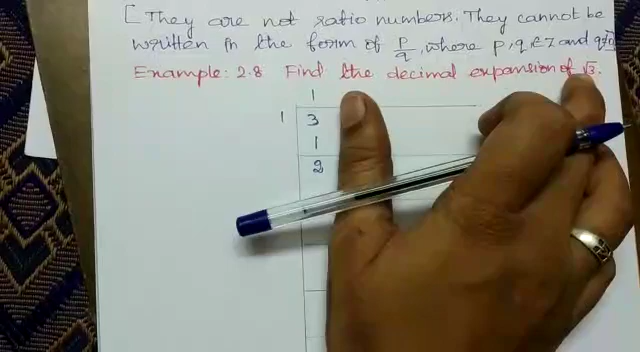 [They are not ratio numbers. They cannot be
written in the form of p/q, where p, q ∈ Z and q≠0
Example: 2.8 Find the decimal expansion of √3.
1
1 3
1
2